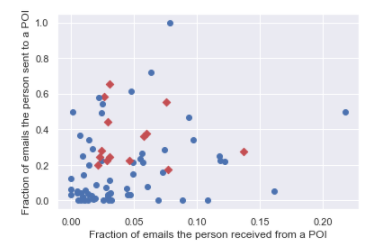 Fraction of emails the person sent to a POI
1.0
0.8
0.6
0.4
0.2
0.0
0.00 0.05 0.10 0.15 0.20
Fraction of emails the person received from a POI